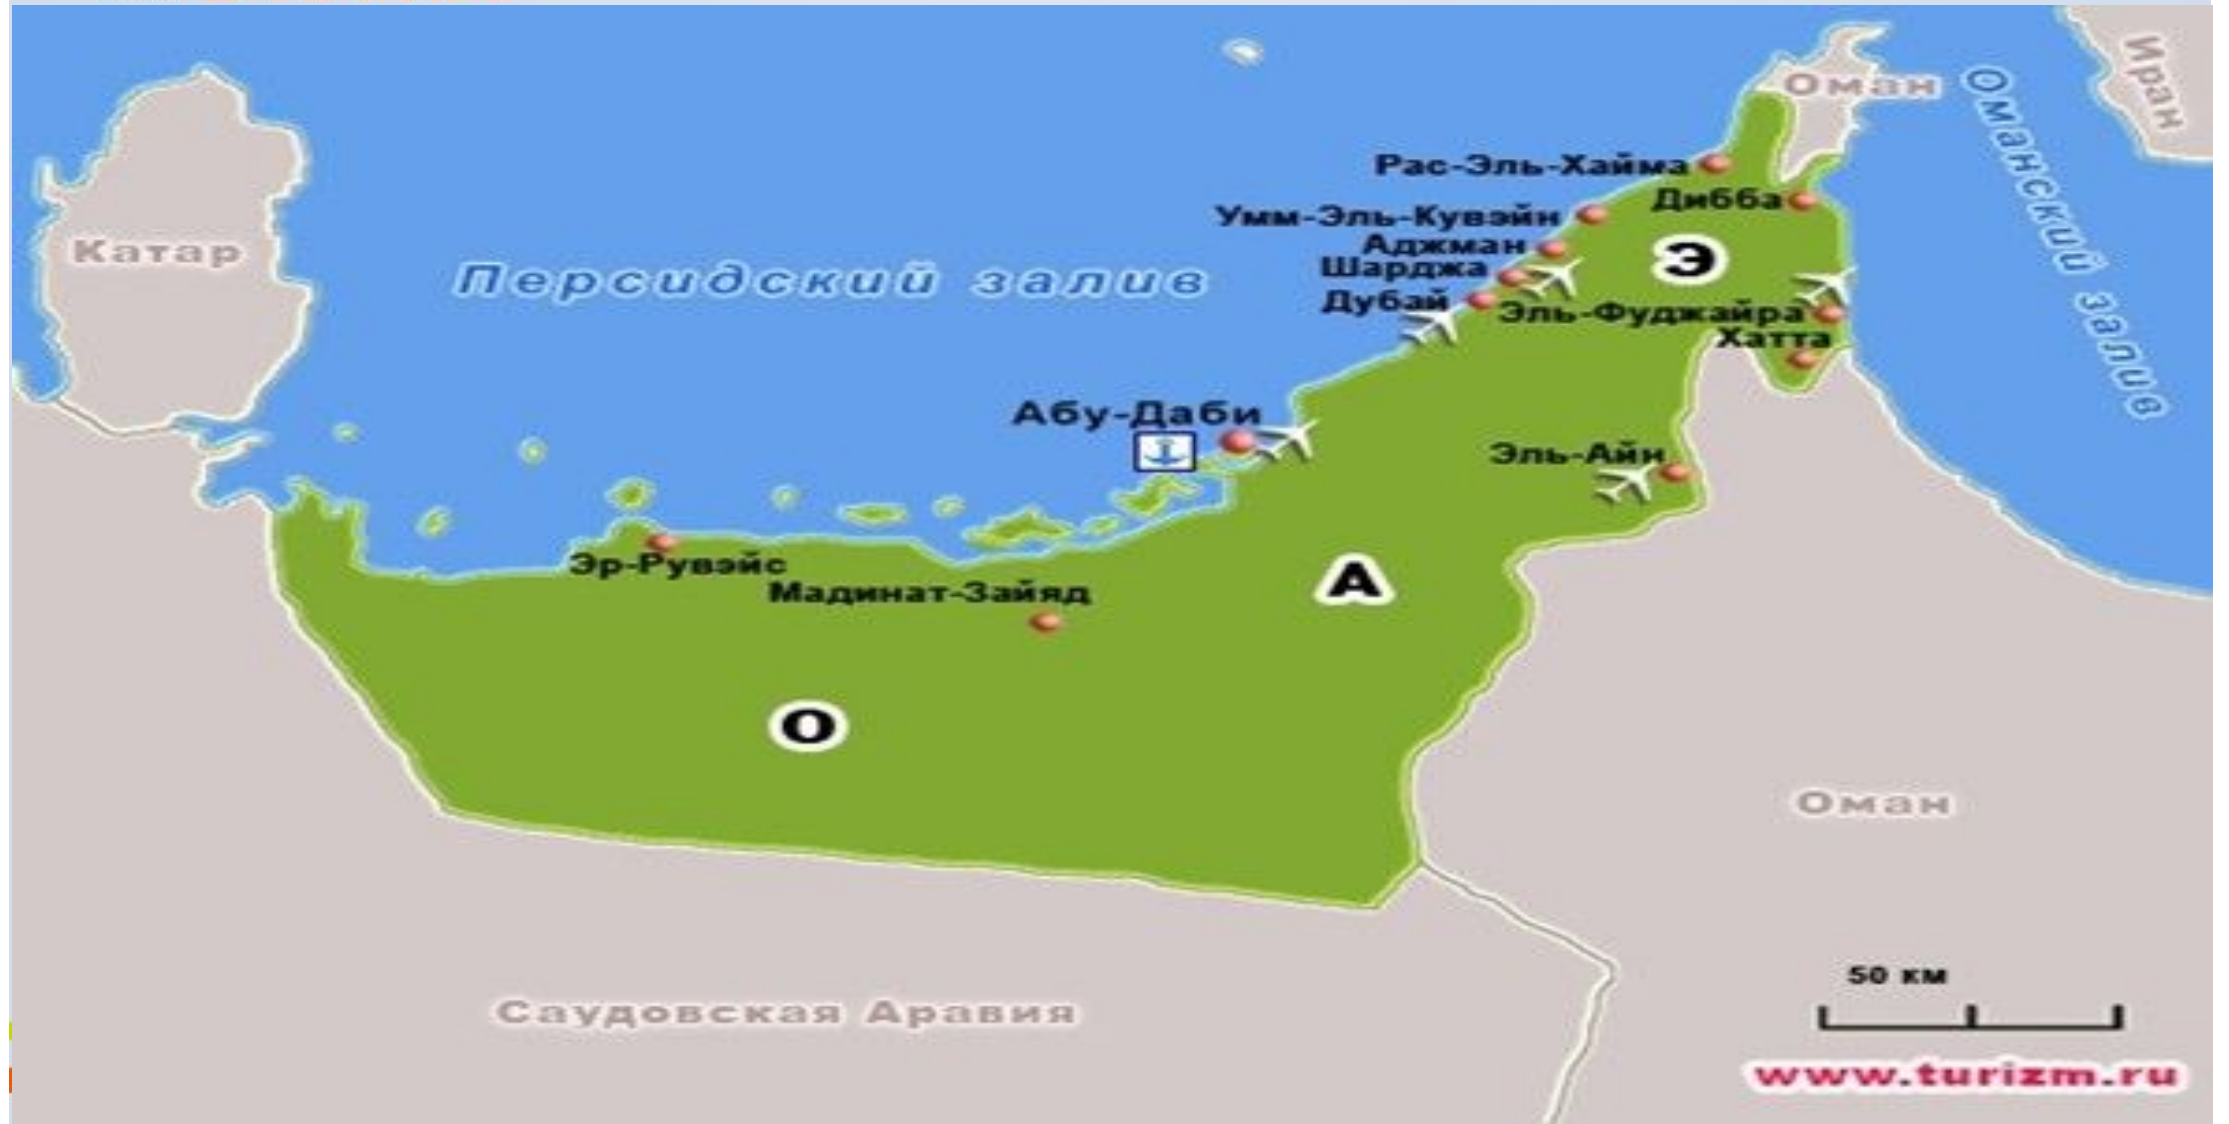 Иран
Оман
Оманский залив
Рас-Эль-Хайма
Дибба
Умм-Эль-Кувэйн
Аджман
Катар
Э
Шарджа
Персидский залив
Дубай
Эль-Фуджайра
Хатта
Абу-Даби
Эль-Айн
Эр-Рувэйс
А
Мадинат-Зайяд
О
Оман
50 км
Саудовская Аравия
www.turizm.ru